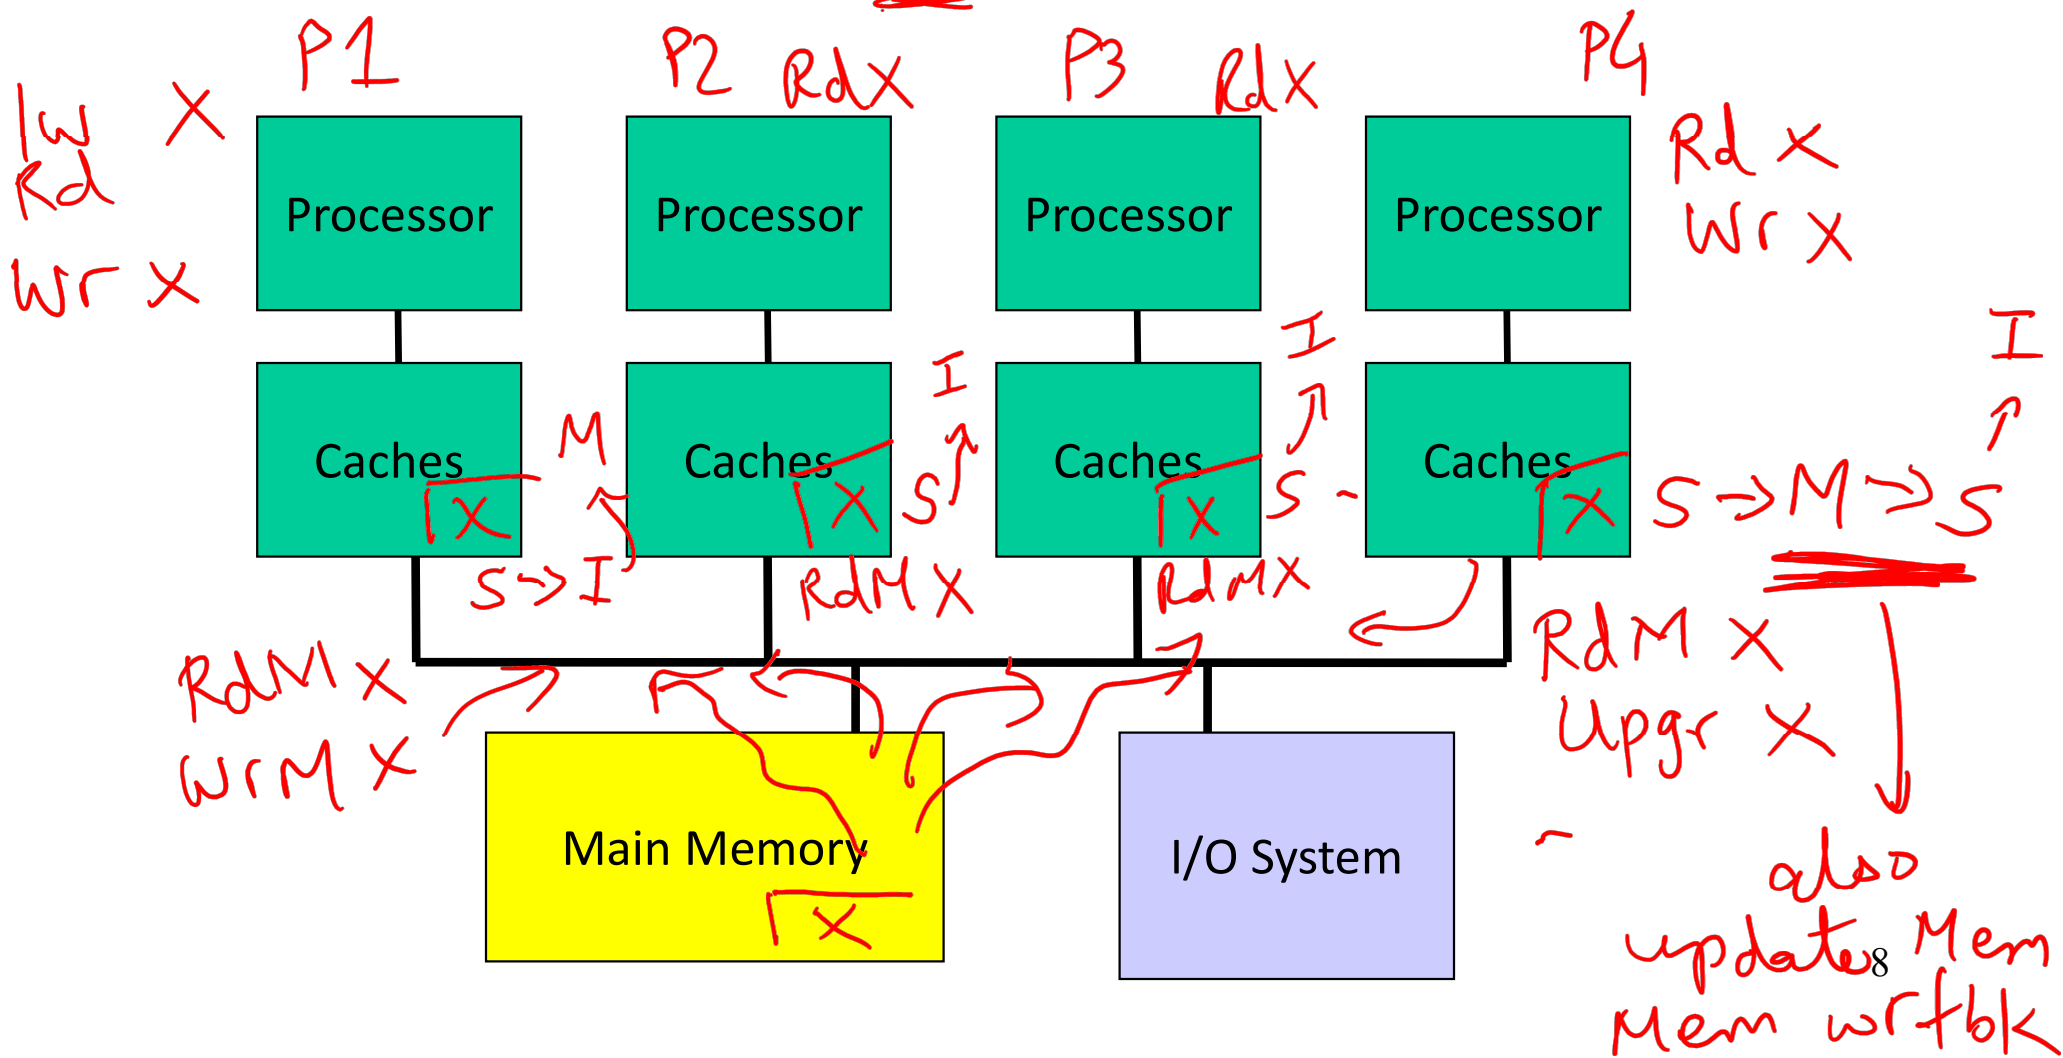 P1
P2
RdX
P3
RdX
P4
lw X
Rd
Wr X
Rd X
Wr X
Processor
Processor
Processor
Processor
I
I
I
Caches
M
Caches
S
Caches
S
Caches
S → M → S
X
X
X
X
S → I
RdM X
RdM X
RdM X
WrM X
RdM X
Upgr X
Main Memory
X
I/O System
also
update Mem
8
Mem wrtbk